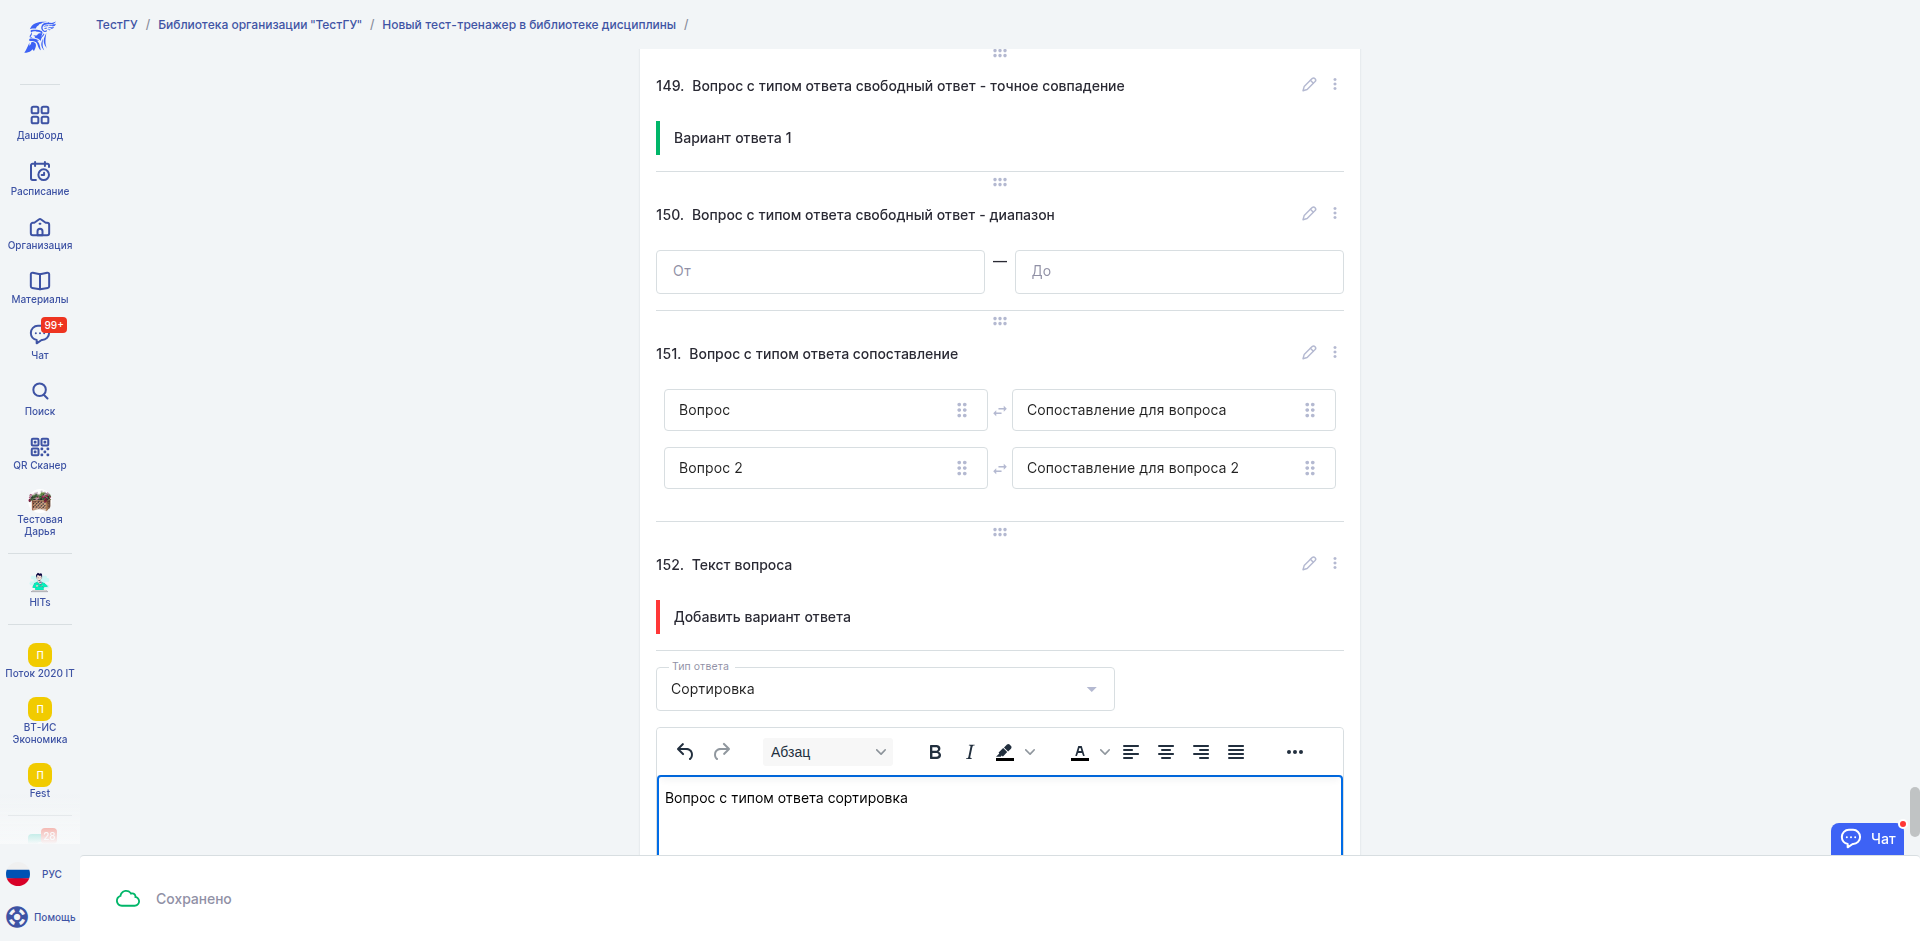 ТестГУ / Библиотека организации "ТестГУ" / Новый тест-тренажер в библиотеке дисциплины /
Дашборд
Расписание
Организация
Материалы
99+
Чат
Поиск
QR Сканер
Тестовая
Дарья
HITs
П
Поток 2020 IT
П
ВТ-ИС
Экономика
П
Fest
28
РУС
Помощь
149. Вопрос с типом ответа свободный ответ - точное совпадение
Вариант ответа 1
150. Вопрос с типом ответа свободный ответ - диапазон
От — До
151. Вопрос с типом ответа сопоставление
Вопрос Сопоставление для вопроса
Вопрос 2 Сопоставление для вопроса 2
152. Текст вопроса
Добавить вариант ответа
Тип ответа
Сортировка
Абзац B I A
Вопрос с типом ответа сортировка
Чат
Сохранено